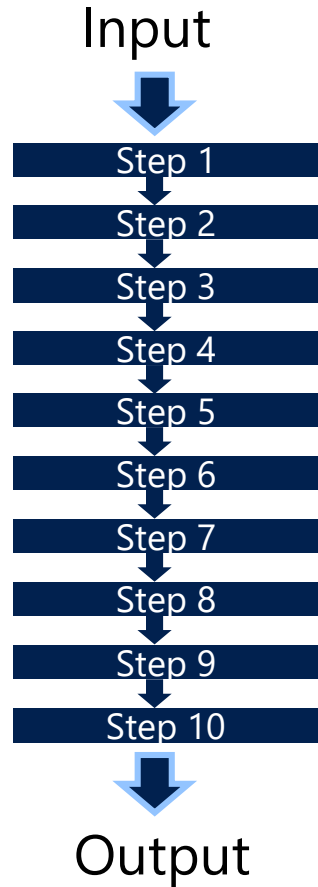 Input
Step 1
Step 2
Step 3
Step 4
Step 5
Step 6
Step 7
Step 8
Step 9
Step 10
Output